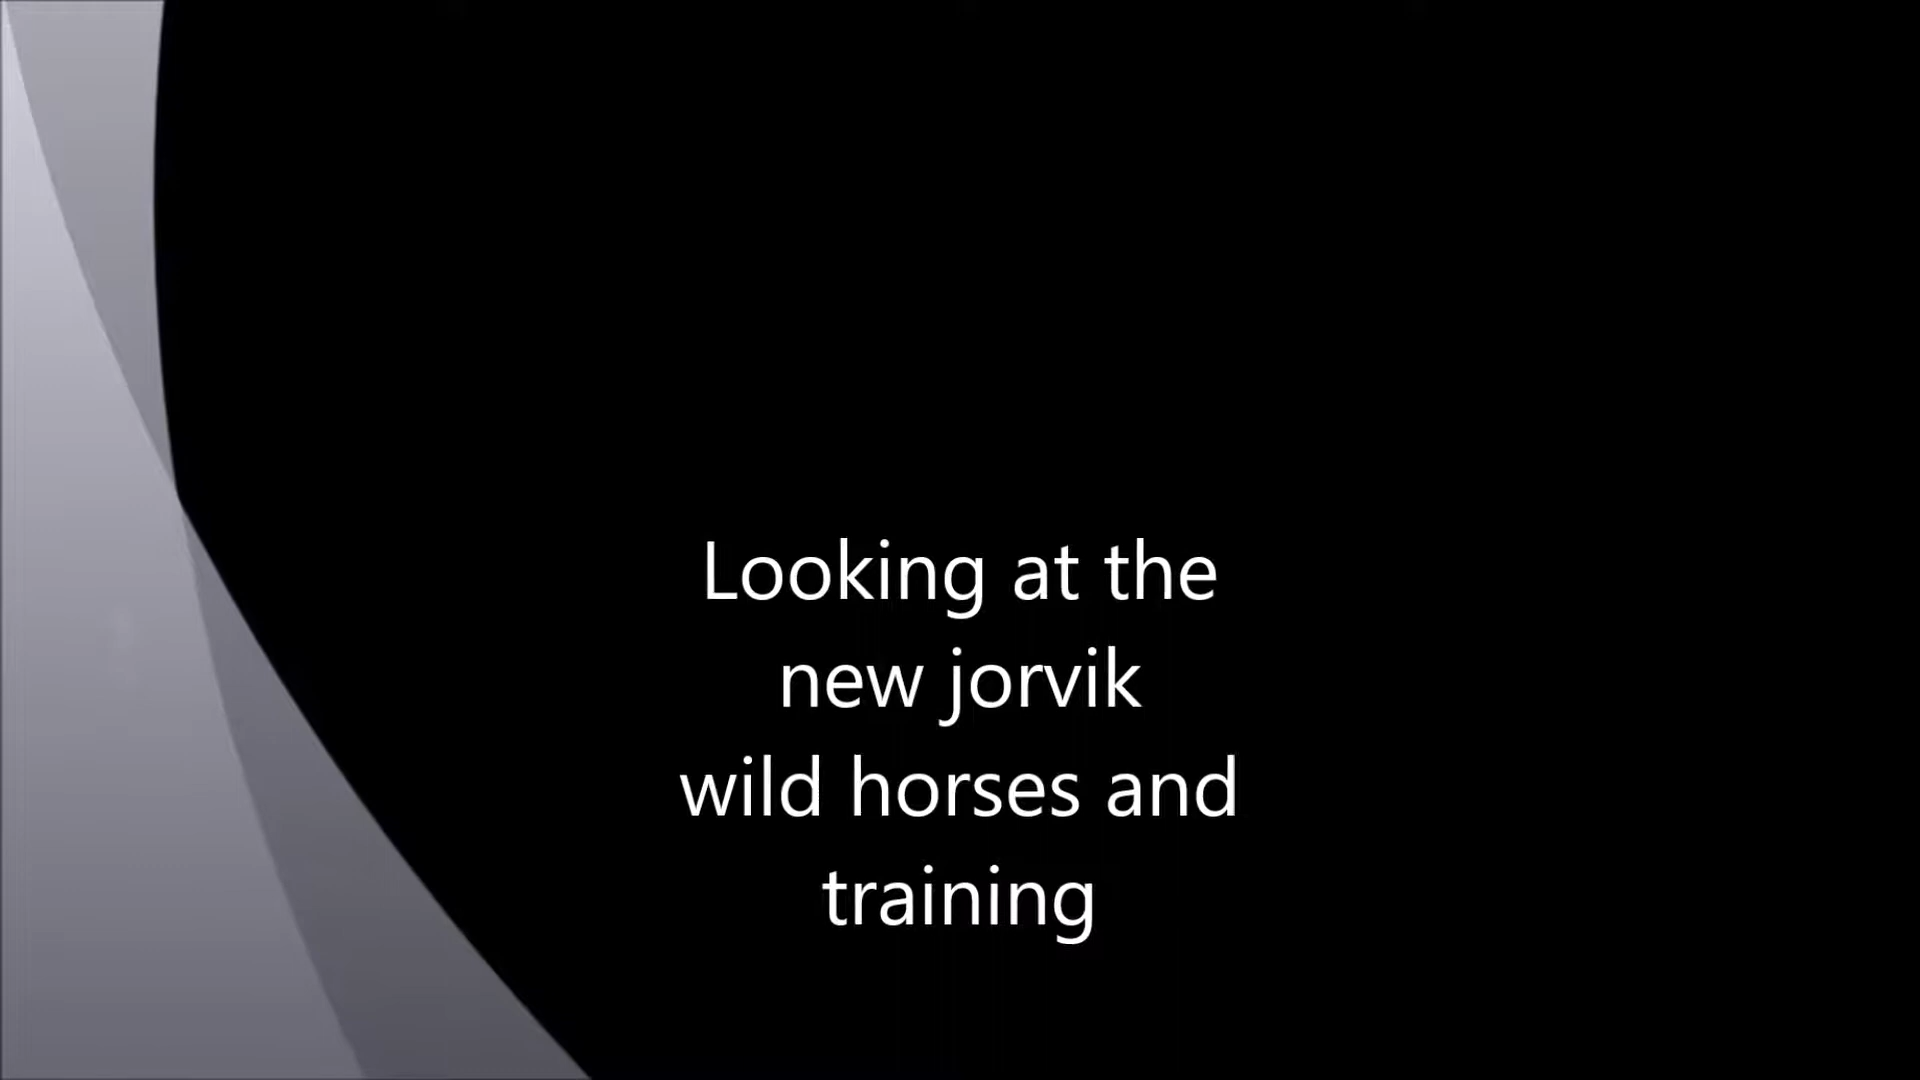 Looking at the
new jorvik
wild horses and
training